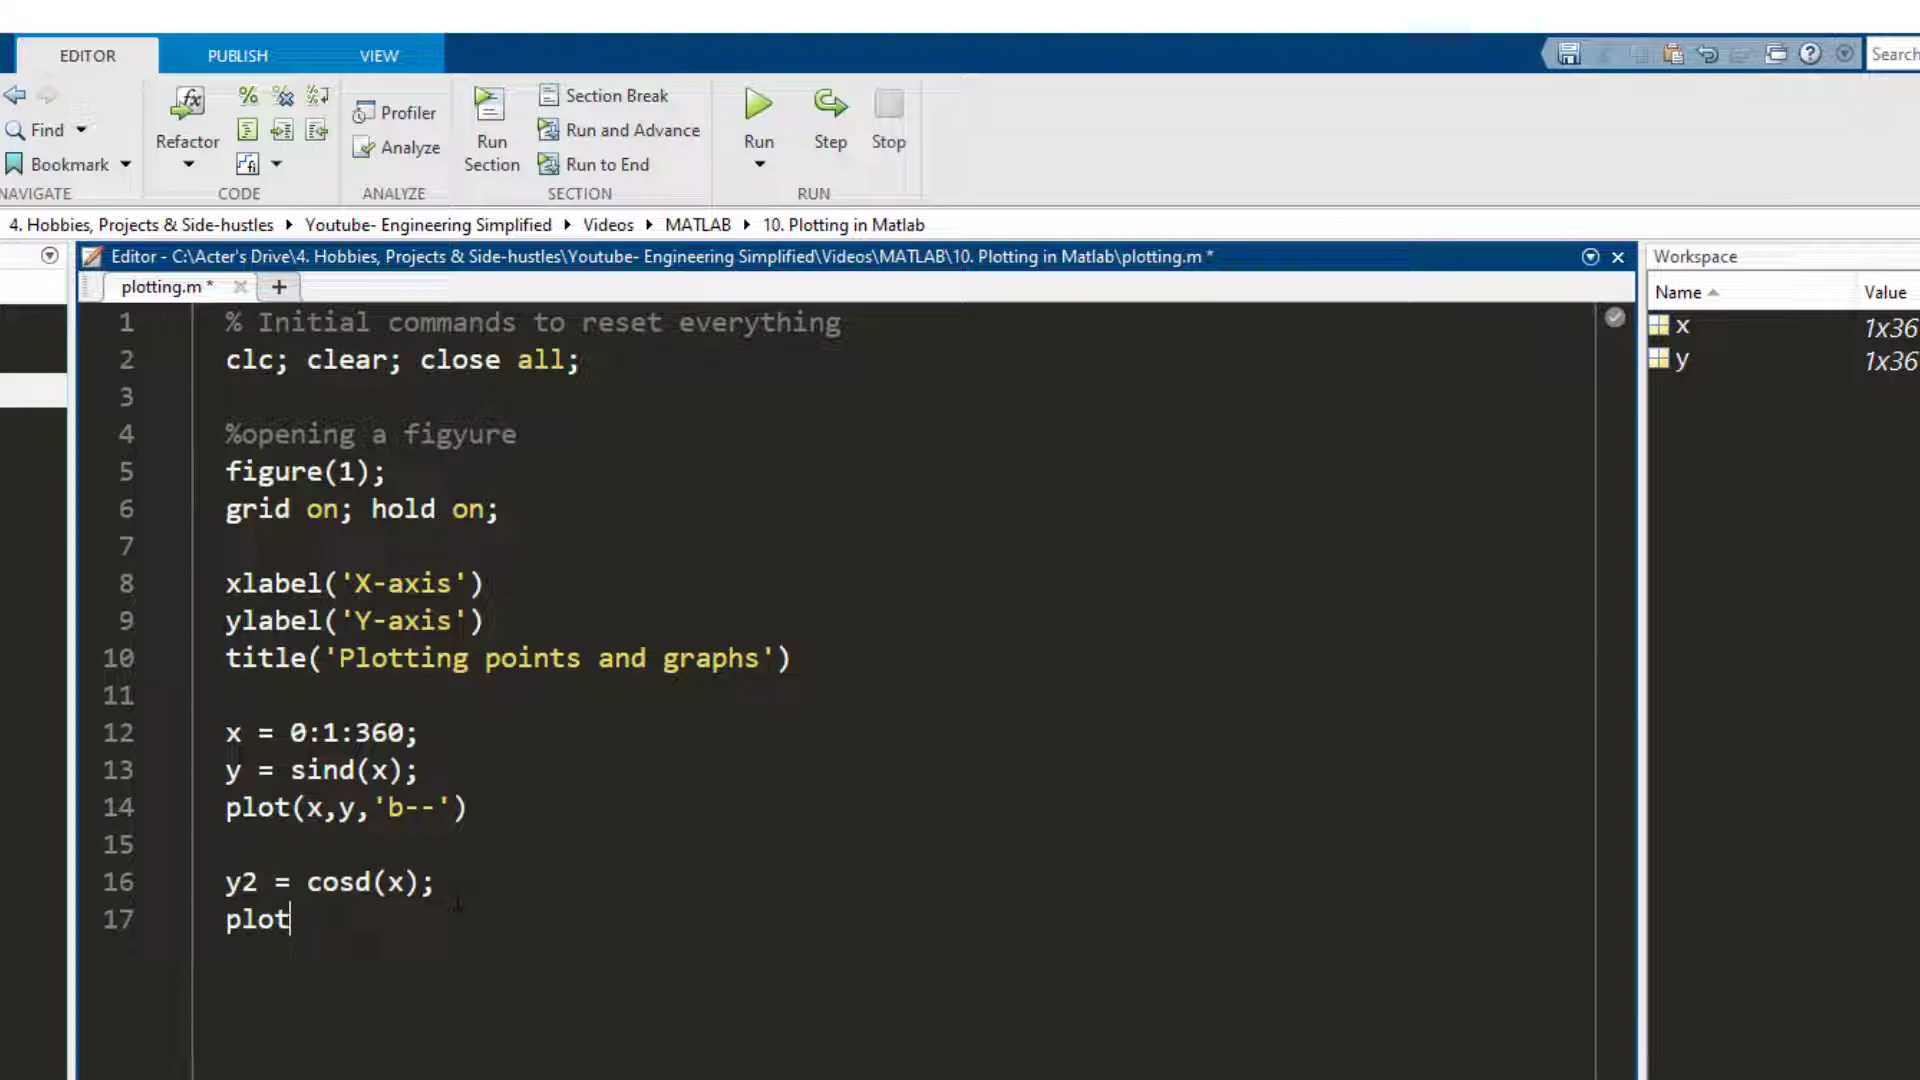 EDITOR PUBLISH VIEW
Search
Find
Bookmark
NAVIGATE
Refactor
CODE
Profiler
Analyze
ANALYZE
Run Section
Section Break
Run and Advance
Run to End
SECTION
Run
Step
Stop
RUN
4. Hobbies, Projects & Side-hustles Youtube- Engineering Simplified Videos MATLAB 10. Plotting in Matlab
Editor - C:\Acter's Drive\4. Hobbies, Projects & Side-hustles\Youtube- Engineering Simplified\Videos\MATLAB\10. Plotting in Matlab\plotting.m *
plotting.m *
+
1 % Initial commands to reset everything
2 clc; clear; close all;
3
4 %opening a figyure
5 figure(1);
6 grid on; hold on;
7
8 xlabel('X-axis')
9 ylabel('Y-axis')
10 title('Plotting points and graphs')
11
12 x = 0:1:360;
13 y = sind(x);
14 plot(x,y,'b--')
15
16 y2 = cosd(x);
17 plot
Workspace
Name Value
x 1x36
y 1x36